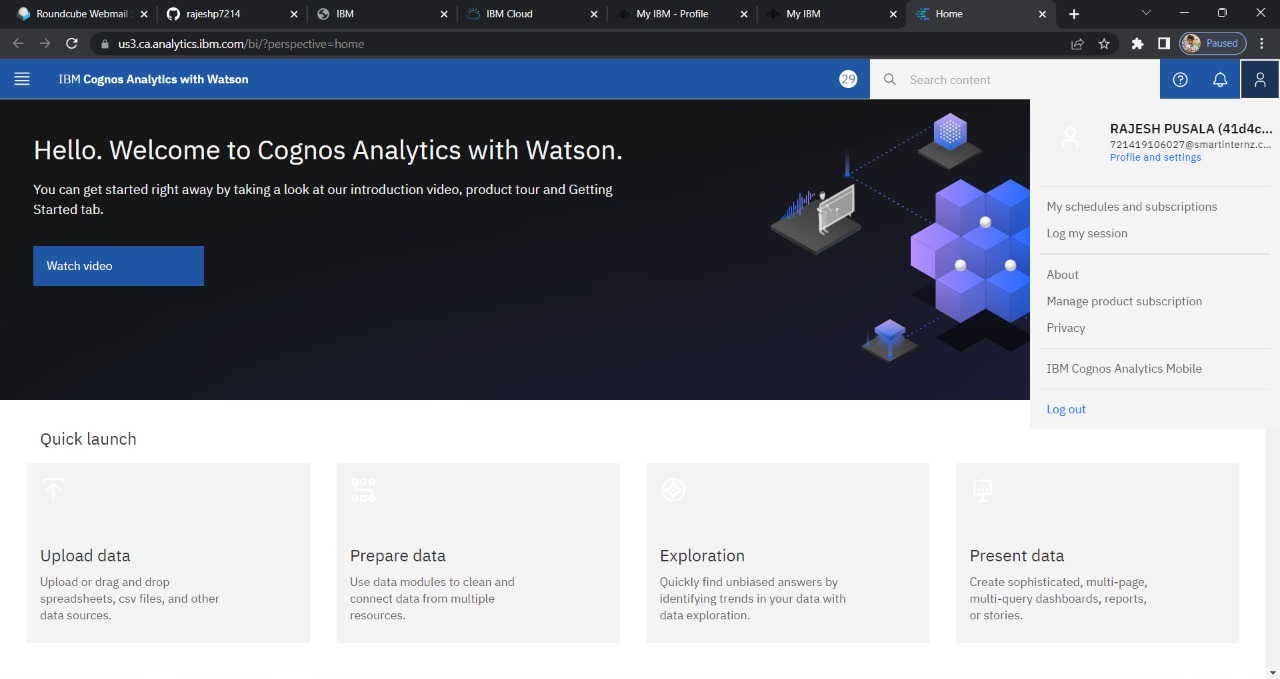 Roundcube Webmail :
rajeshp7214
IBM
IBM Cloud
My IBM - Profile
My IBM
Home
us3.ca.analytics.ibm.com/bi/?perspective=home
Paused
IBM Cognos Analytics with Watson
29
Search content
Hello. Welcome to Cognos Analytics with Watson.
You can get started right away by taking a look at our introduction video, product tour and Getting
Started tab.
Watch video
RAJESH PUSALA (41d4c...
721419106027@smartinternz.c...
Profile and settings
My schedules and subscriptions
Log my session
About
Manage product subscription
Privacy
IBM Cognos Analytics Mobile
Log out
Quick launch
Upload data
Upload or drag and drop
spreadsheets, csv files, and other
data sources.
Prepare data
Use data modules to clean and
connect data from multiple
resources.
Exploration
Quickly find unbiased answers by
identifying trends in your data with
data exploration.
Present data
Create sophisticated, multi-page,
multi-query dashboards, reports,
or stories.